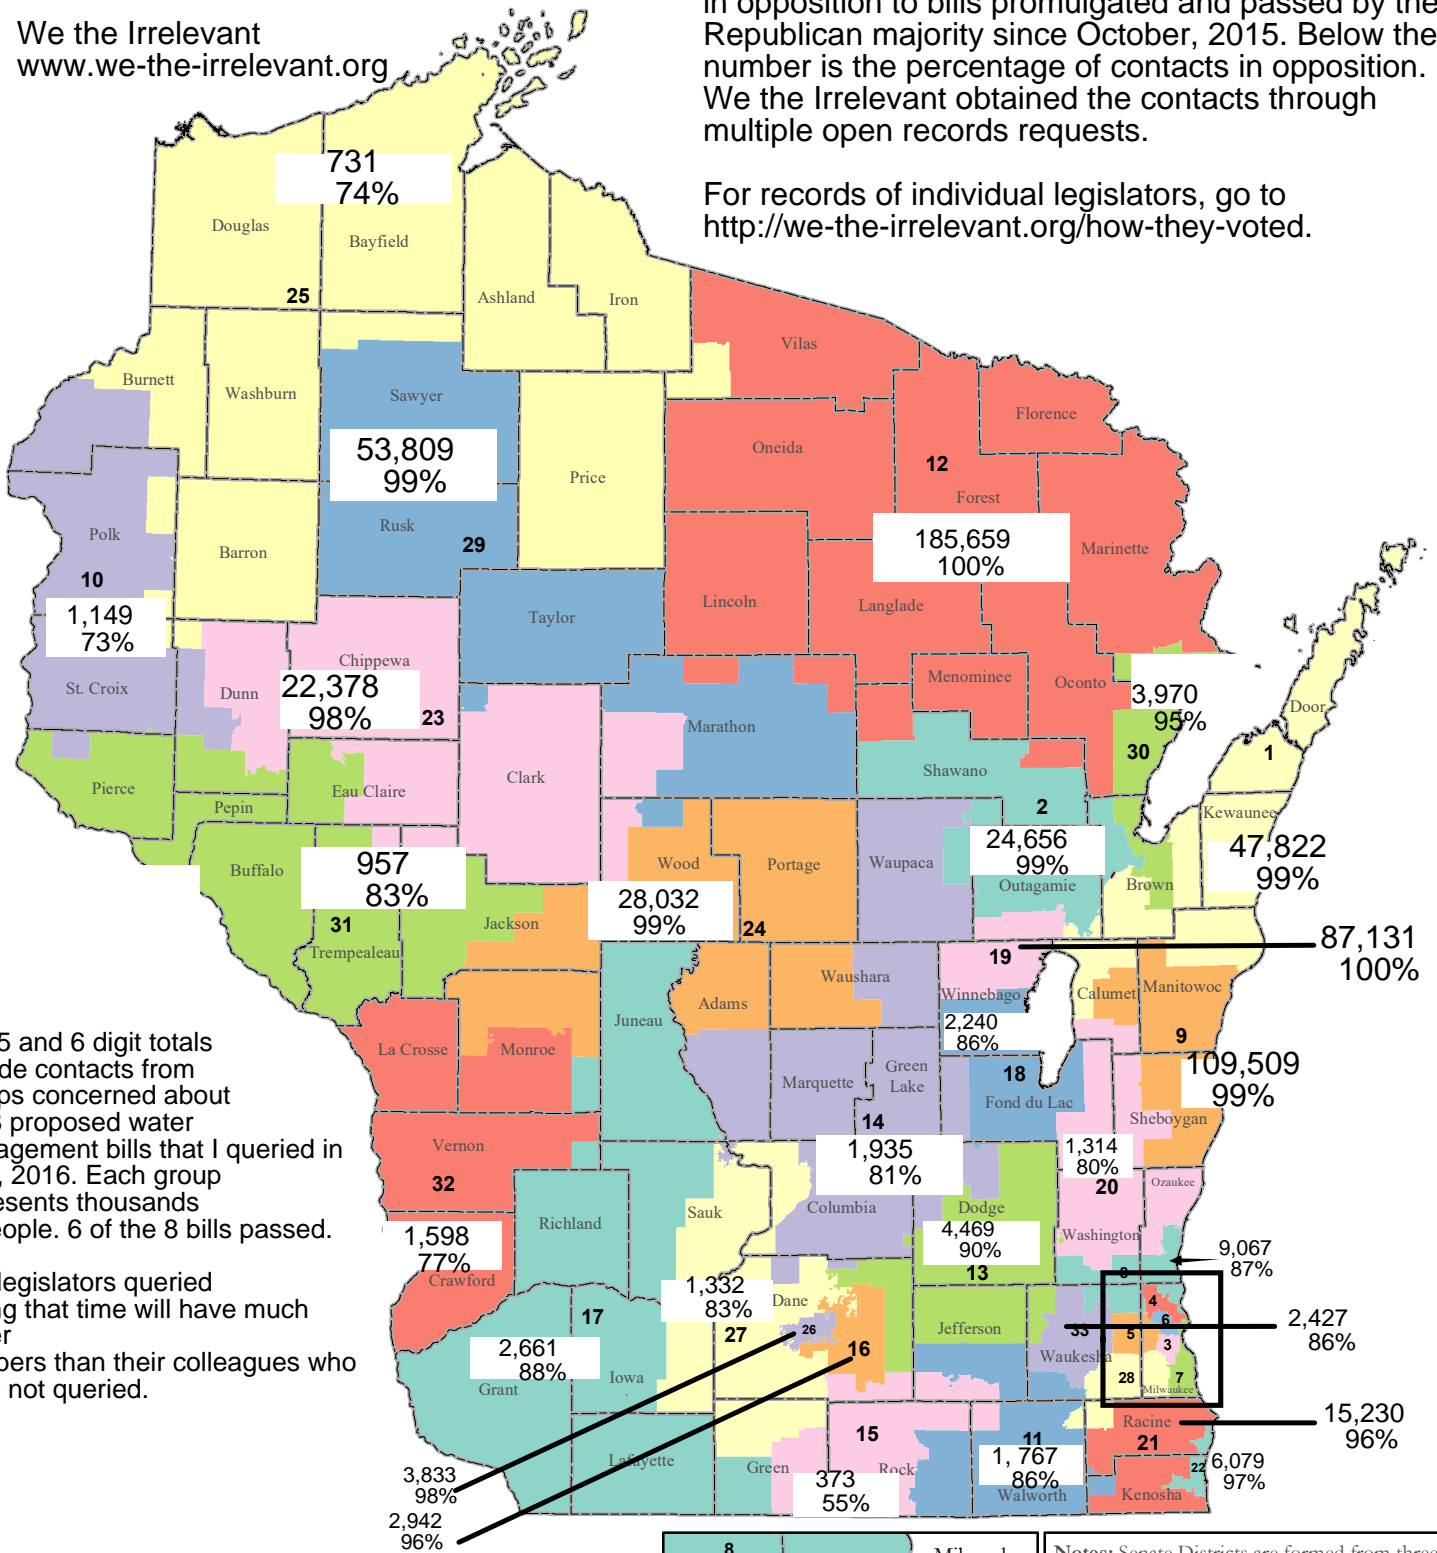 We the Irrelevant
www.we-the-irrelevant.org
in opposition to bills promulgated and passed by the
Republican majority since October, 2015. Below the
number is the percentage of contacts in opposition.
We the Irrelevant obtained the contacts through
multiple open records requests.
For records of individual legislators, go to
http://we-the-irrelevant.org/how-they-voted.
731
74%
Douglas
Bayfield
25
Ashland
Iron
Vilas
Burnett
Washburn
Sawyer
Florence
Oneida
12
53,809
99%
Price
Forest
Polk
Rusk
29
Barron
185,659
100%
Marinette
10
1,149
73%
Taylor
Lincoln
Langlade
Chippewa
St. Croix
Dunn
22,378
98%
23
Menominee
Oconto
3,970
95%
Door
Marathon
30
1
Pierce
Eau Claire
Clark
Shawano
Pepin
2
Kewaunee
24,656
99%
47,822
99%
Buffalo
957
83%
Wood
Portage
Waupaca
Outagamie
Brown
28,032
99%
31
Jackson
24
Trempealeau
19
87,131
100%
Waushara
Adams
Winnebago
Calumet
Manitowoc
Juneau
2,240
86%
9
La Crosse
Monroe
Green
Lake
Marquette
18
109,509
99%
Fond du Lac
14
Sheboygan
5 and 6 digit totals
de contacts from
ps concerned about
proposed water
agement bills that I queried in
, 2016. Each group
esents thousands
eople. 6 of the 8 bills passed.
legislators queried
ng that time will have much
er
bers than their colleagues who
not queried.
Vernon
32
1,935
81%
1,314
80%
20
Ozaukee
Richland
Sauk
Columbia
Dodge
4,469
90%
13
Washington
1,598
77%
Crawford
9,067
87%
8
1,332
83%
Dane
17
27
26
16
Jefferson
33
Waukesha
4
6
5
3
28
7
Milwaukee
2,427
86%
2,661
88%
Grant
Iowa
Racine
21
15,230
96%
15
11
Lafayette
Green
Rock
373
55%
1, 767
86%
Walworth
22
6,079
97%
Kenosha
3,833
98%
2,942
96%
8